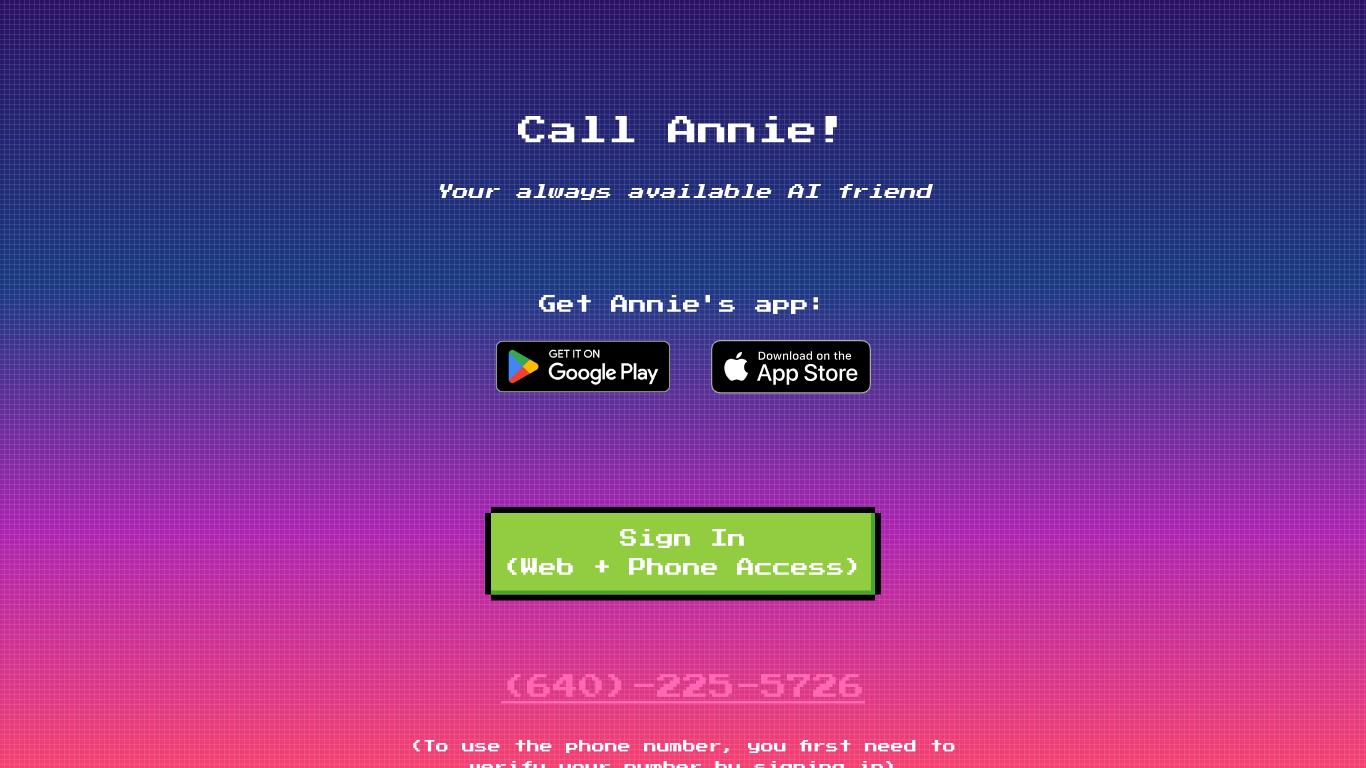 Call Annie!
Your always available AI friend
Get Annie's app:
GET IT ON
Google Play
Download on the
App Store
Sign In
(Web + Phone Access)
(640)-225-5726
(To use the phone number, you first need to
verify your number by signing in)